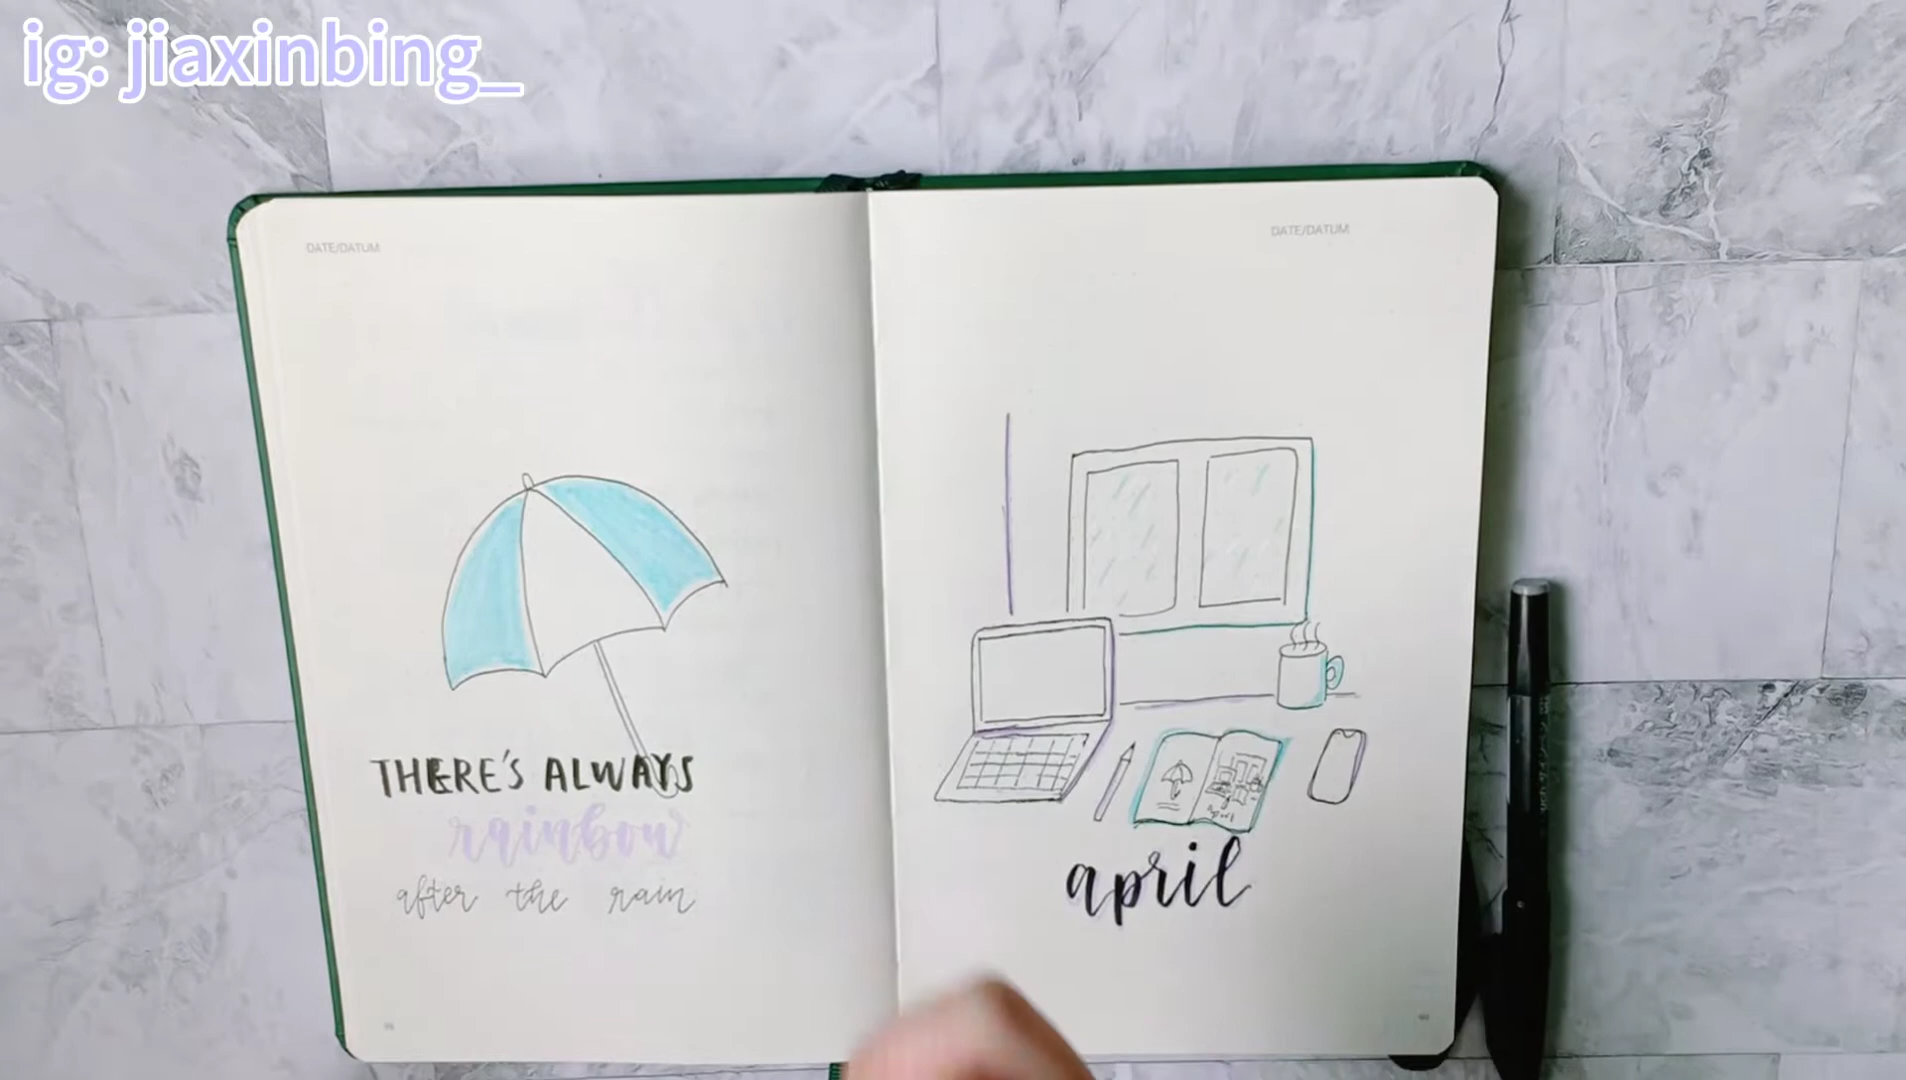 ig: jiaxinbing_
DATE/DATUM
DATE/DATUM
THERE'S ALWAYS
rainbow
after the rain
april